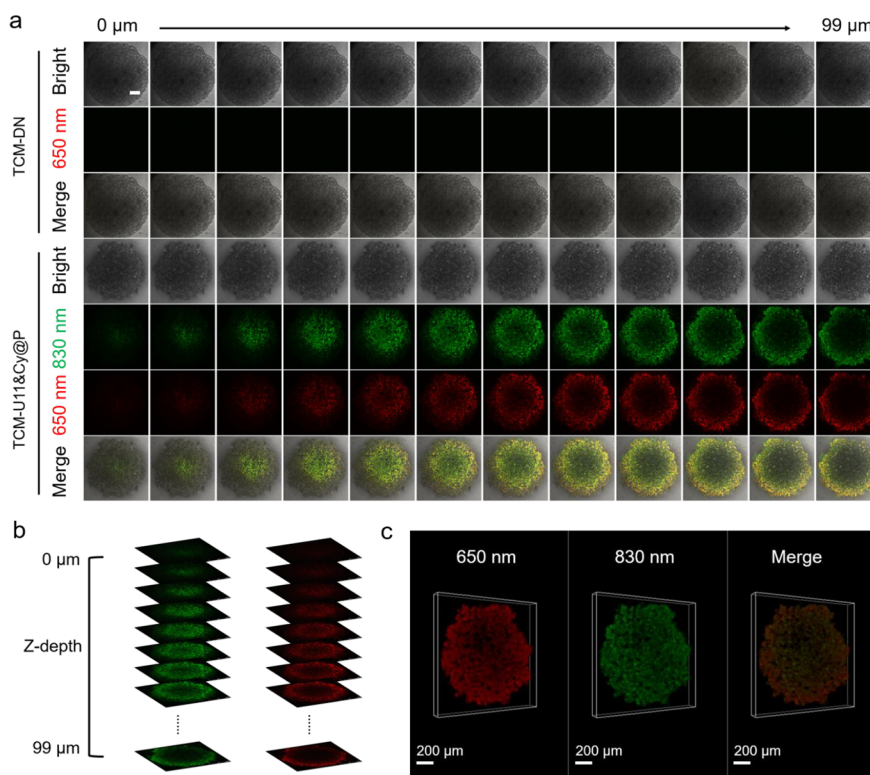 a
0 µm
99 µm
TCM-DN
Bright
650 nm
Merge
TCM-U11&Cy@P
Bright
830 nm
650 nm
Merge
b
0 µm
Z-depth
99 µm
c
650 nm
830 nm
Merge
200 µm
200 µm
200 µm